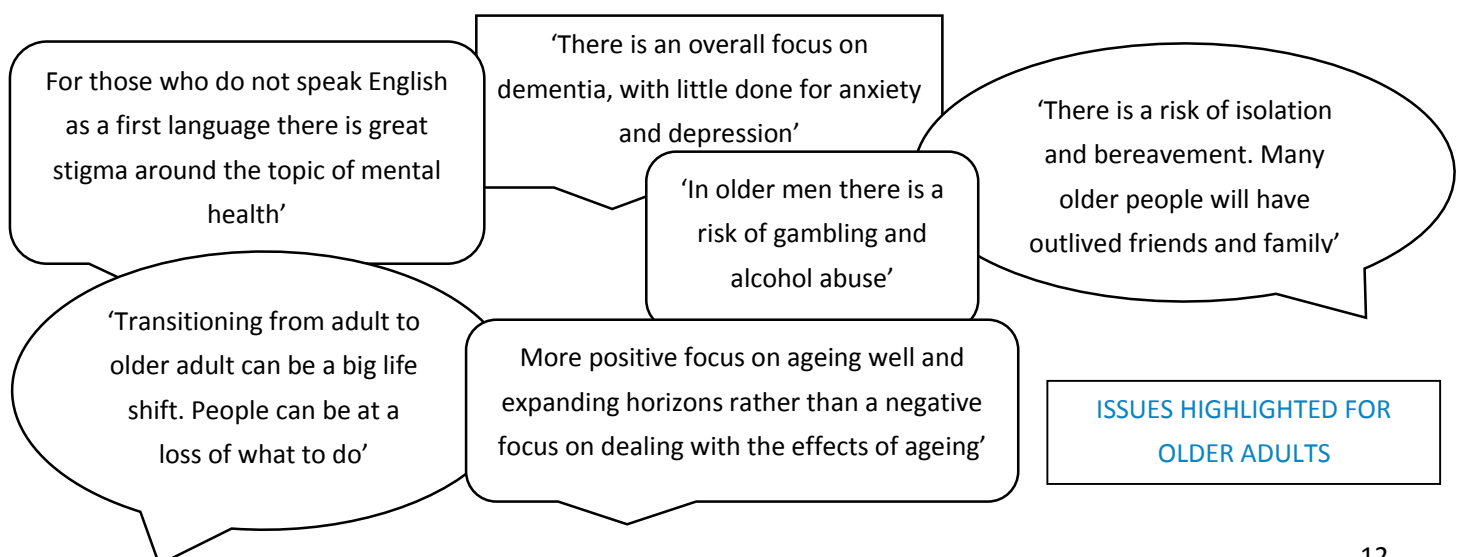 For those who do not speak English
as a first language there is great
stigma around the topic of mental
health’
‘There is an overall focus on
dementia, with little done for anxiety
and depression’
‘There is a risk of isolation
and bereavement. Many
older people will have
outlived friends and family’
‘In older men there is a
risk of gambling and
alcohol abuse’
‘Transitioning from adult to
older adult can be a big life
shift. People can be at a
loss of what to do’
More positive focus on ageing well and
expanding horizons rather than a negative
focus on dealing with the effects of ageing’
ISSUES HIGHLIGHTED FOR
OLDER ADULTS
12